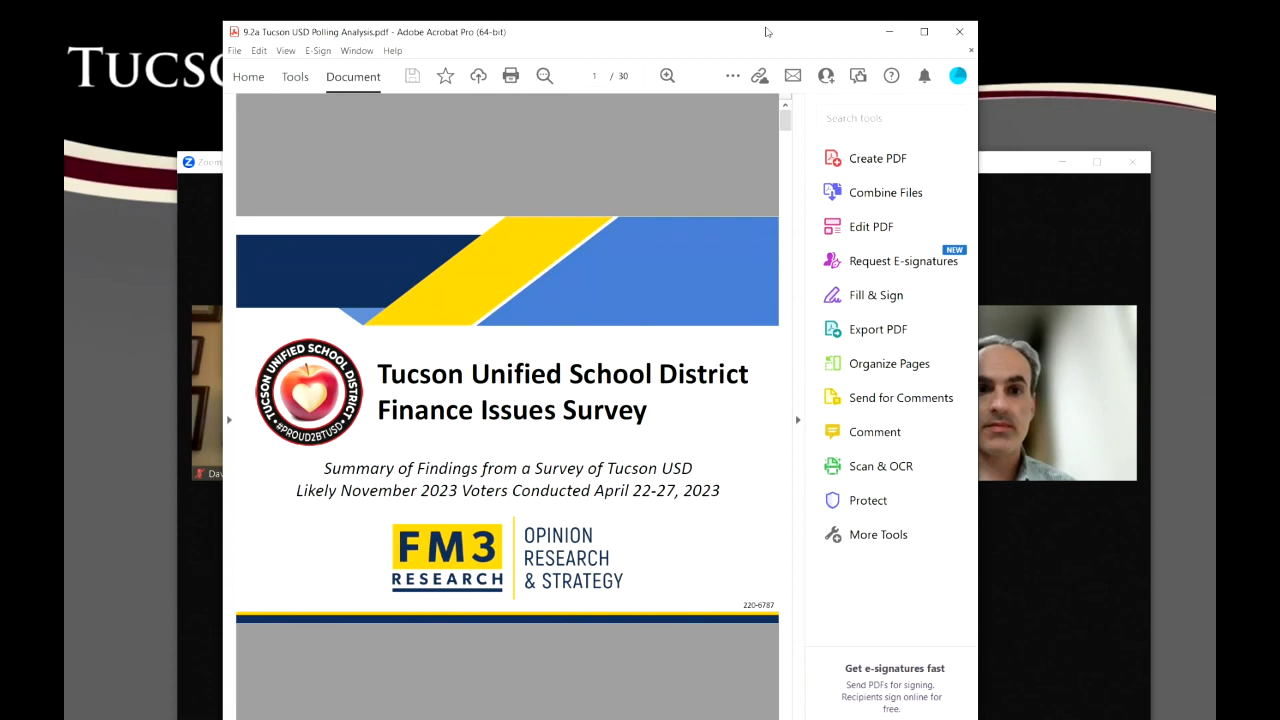 TUCSO
9.2a Tucson USD Polling Analysis.pdf - Adobe Acrobat Pro (64-bit)
File Edit View E-Sign Window Help
Home Tools Document 1 / 30
Zoom
Search tools
Create PDF
Combine Files
Edit PDF
NEW
Request E-signatures
Fill & Sign
Export PDF
Organize Pages
Send for Comments
Comment
Scan & OCR
Protect
More Tools
Get e-signatures fast
Send PDFs for signing.
Recipients sign online for
free.
TUCSON UNIFIED SCHOOL DISTRICT
#PROUD2BTUSD
Tucson Unified School District
Finance Issues Survey
Summary of Findings from a Survey of Tucson USD
Likely November 2023 Voters Conducted April 22-27, 2023
FM3
RESEARCH
OPINION
RESEARCH
& STRATEGY
220-6787
Dav